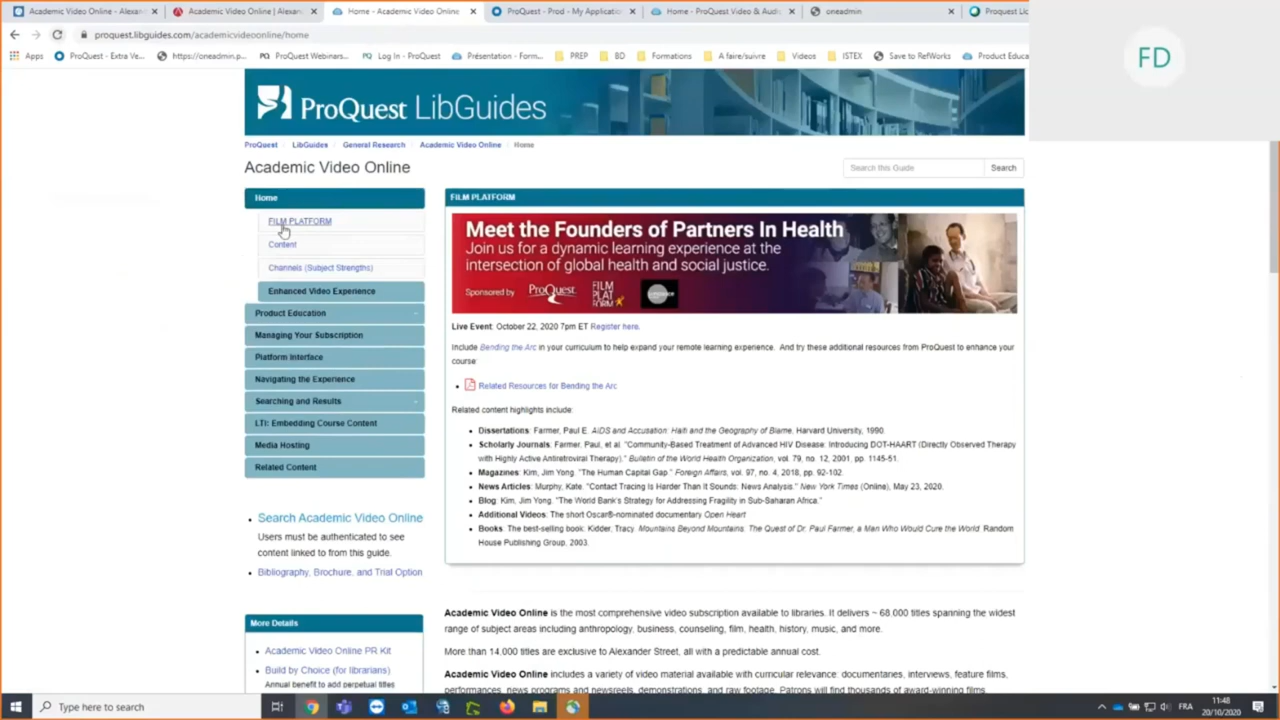 Academic Video Online - Alexan
Academic Video Online | Alexan
Home - Academic Video Online
ProQuest - Prod - My Applicatio
Home - ProQuest Video & Audi
oneadmin
Proquest Lic
proquest.libguides.com/academicvideoonline/home
Apps
ProQuest - Extra Ve...
https://oneadmin.p...
ProQuest Webinars...
Log In - ProQuest
Présentation - Form...
PREP
BD
Formations
A faire/suivre
Videos
ISTEX
Save to RefWorks
Product Educa
FD
ProQuest LibGuides
ProQuest LibGuides General Research Academic Video Online Home
Academic Video Online
Search this Guide Search
Home
FILM PLATFORM
Content
Channels (Subject Strengths)
Enhanced Video Experience
Product Education
Managing Your Subscription
Platform Interface
Navigating the Experience
Searching and Results
LTI: Embedding Course Content
Media Hosting
Related Content
Search Academic Video Online
Users must be authenticated to see
content linked to from this guide.
Bibliography, Brochure, and Trial Option
More Details
Academic Video Online PR Kit
Build by Choice (for librarians)
Annual benefit to add perpetual titles
FILM PLATFORM
Meet the Founders of Partners In Health
Join us for a dynamic learning experience at the
intersection of global health and social justice.
Sponsored by ProQuest FILM PLATFORM
Live Event: October 22, 2020 7pm ET Register here.
Include Bending the Arc in your curriculum to help expand your remote learning experience. And try these additional resources from ProQuest to enhance your
course:
Related Resources for Bending the Arc
Related content highlights include:
Dissertations: Farmer, Paul E. AIDS and Accusation: Haiti and the Geography of Blame, Harvard University, 1990.
Scholarly Journals: Farmer, Paul, et al. "Community-Based Treatment of Advanced HIV Disease: Introducing DOT-HAART (Directly Observed Therapy
with Highly Active Antiretroviral Therapy)." Bulletin of the World Health Organization, vol. 79, no. 12, 2001, pp. 1145-51.
Magazines: Kim, Jim Yong. "The Human Capital Gap." Foreign Affairs, vol. 97, no. 4, 2018, pp. 92-102.
News Articles: Murphy, Kate. "Contact Tracing Is Harder Than It Sounds: News Analysis." New York Times (Online), May 23, 2020.
Blog: Kim, Jim Yong. "The World Bank's Strategy for Addressing Fragility in Sub-Saharan Africa."
Additional Videos: The short Oscar®-nominated documentary Open Heart
Books: The best-selling book: Kidder, Tracy. Mountains Beyond Mountains: The Quest of Dr. Paul Farmer, a Man Who Would Cure the World. Random
House Publishing Group, 2003.
Academic Video Online is the most comprehensive video subscription available to libraries. It delivers ~ 68,000 titles spanning the widest
range of subject areas including anthropology, business, counseling, film, health, history, music, and more.
More than 14,000 titles are exclusive to Alexander Street, all with a predictable annual cost.
Academic Video Online includes a variety of video material available with curricular relevance: documentaries, interviews, feature films,
performances, news programs and newsreels, demonstrations, and raw footage. Patrons will find thousands of award-winning films,
Type here to search
FRA
11:48
20/10/2020